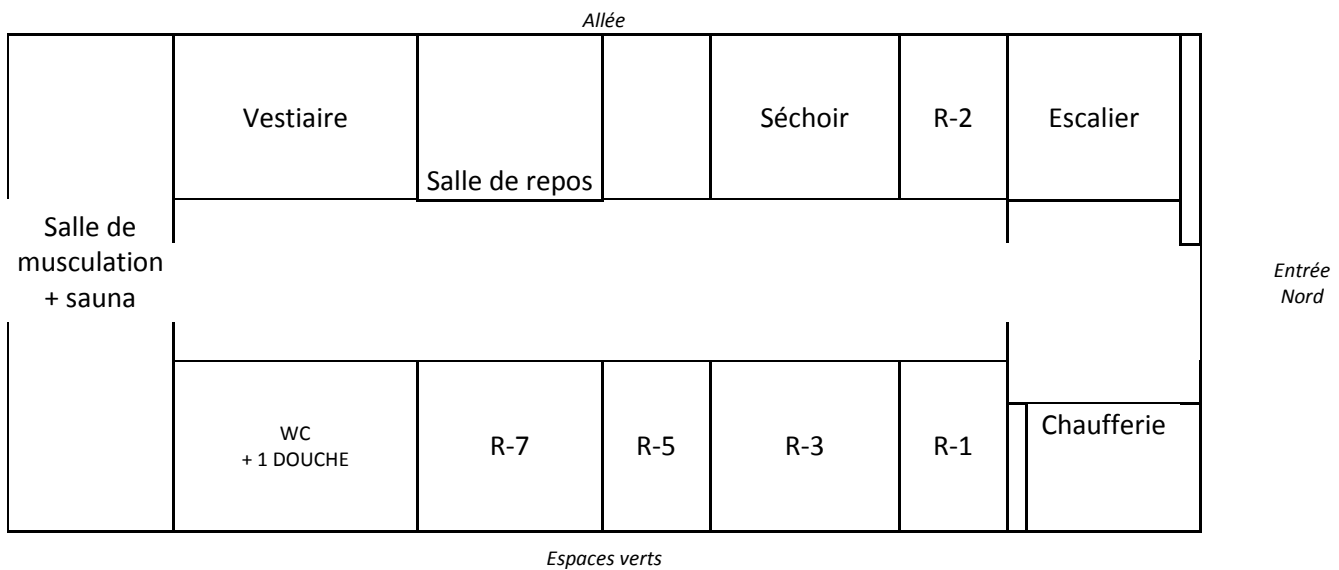 Allée
Vestiaire
Séchoir
R-2
Escalier
Salle de repos
Salle de
musculation
+ sauna
Entrée
Nord
WC
+ 1 DOUCHE
R-7
R-5
R-3
R-1
Chaufferie
Espaces verts